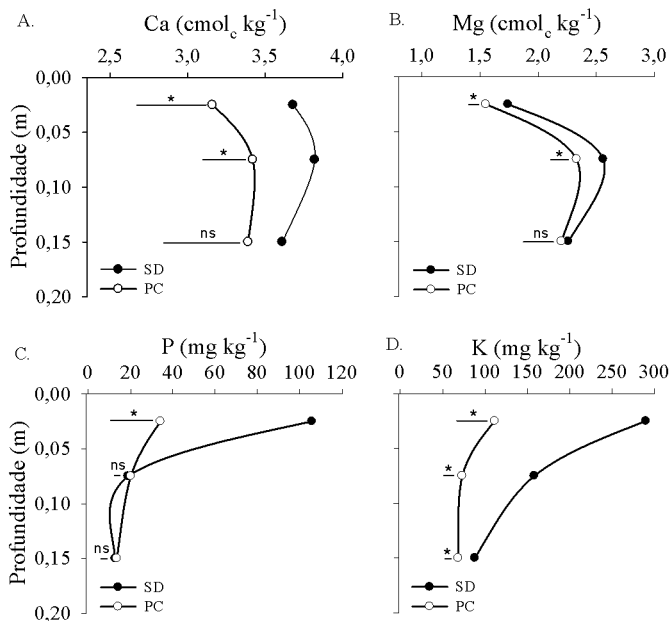 A.
Ca (cmolc kg-1)
2,5 3,0 3,5 4,0
0,00
0,05
0,10
0,15
0,20
Profundidade (m)
*
*
ns
SD
PC
B.
Mg (cmolc kg-1)
1,0 1,5 2,0 2,5 3,0
*
*
ns
SD
PC
C.
P (mg kg-1)
0 20 40 60 80 100 120
0,00
0,05
0,10
0,15
0,20
Profundidade (m)
*
ns
ns
SD
PC
D.
K (mg kg-1)
0 50 100 150 200 250 300
*
*
*
SD
PC